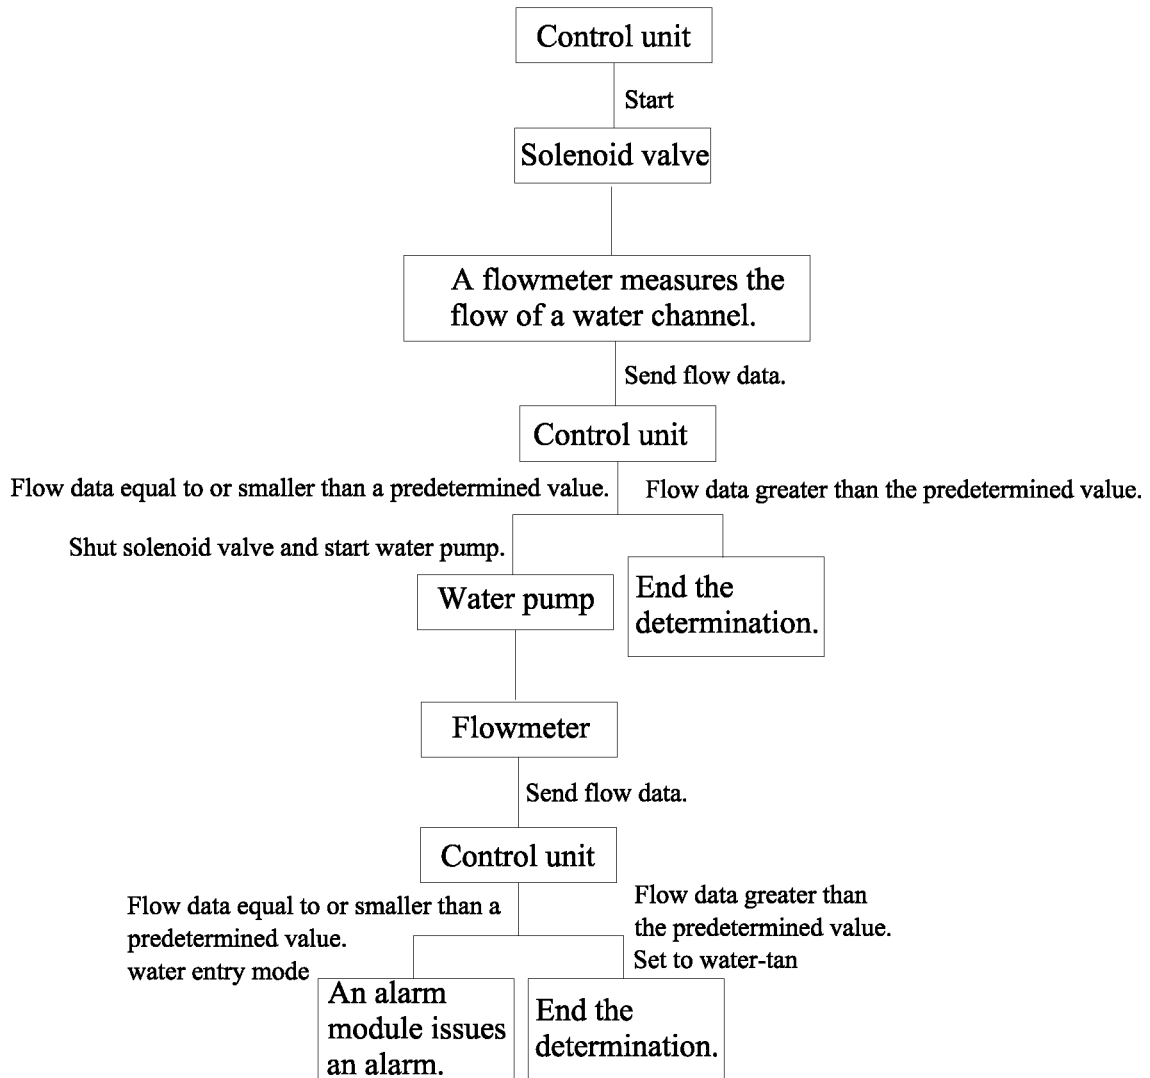 Control unit
Start
Solenoid valve
A flowmeter measures the
flow of a water channel.
Send flow data.
Control unit
Flow data equal to or smaller than a predetermined value.
Flow data greater than the predetermined value.
Shut solenoid valve and start water pump.
Water pump
End the
determination.
Flowmeter
Send flow data.
Control unit
Flow data equal to or smaller than a
predetermined value.
water entry mode
Flow data greater than
the predetermined value.
Set to water-tan
An alarm
module issues
an alarm.
End the
determination.